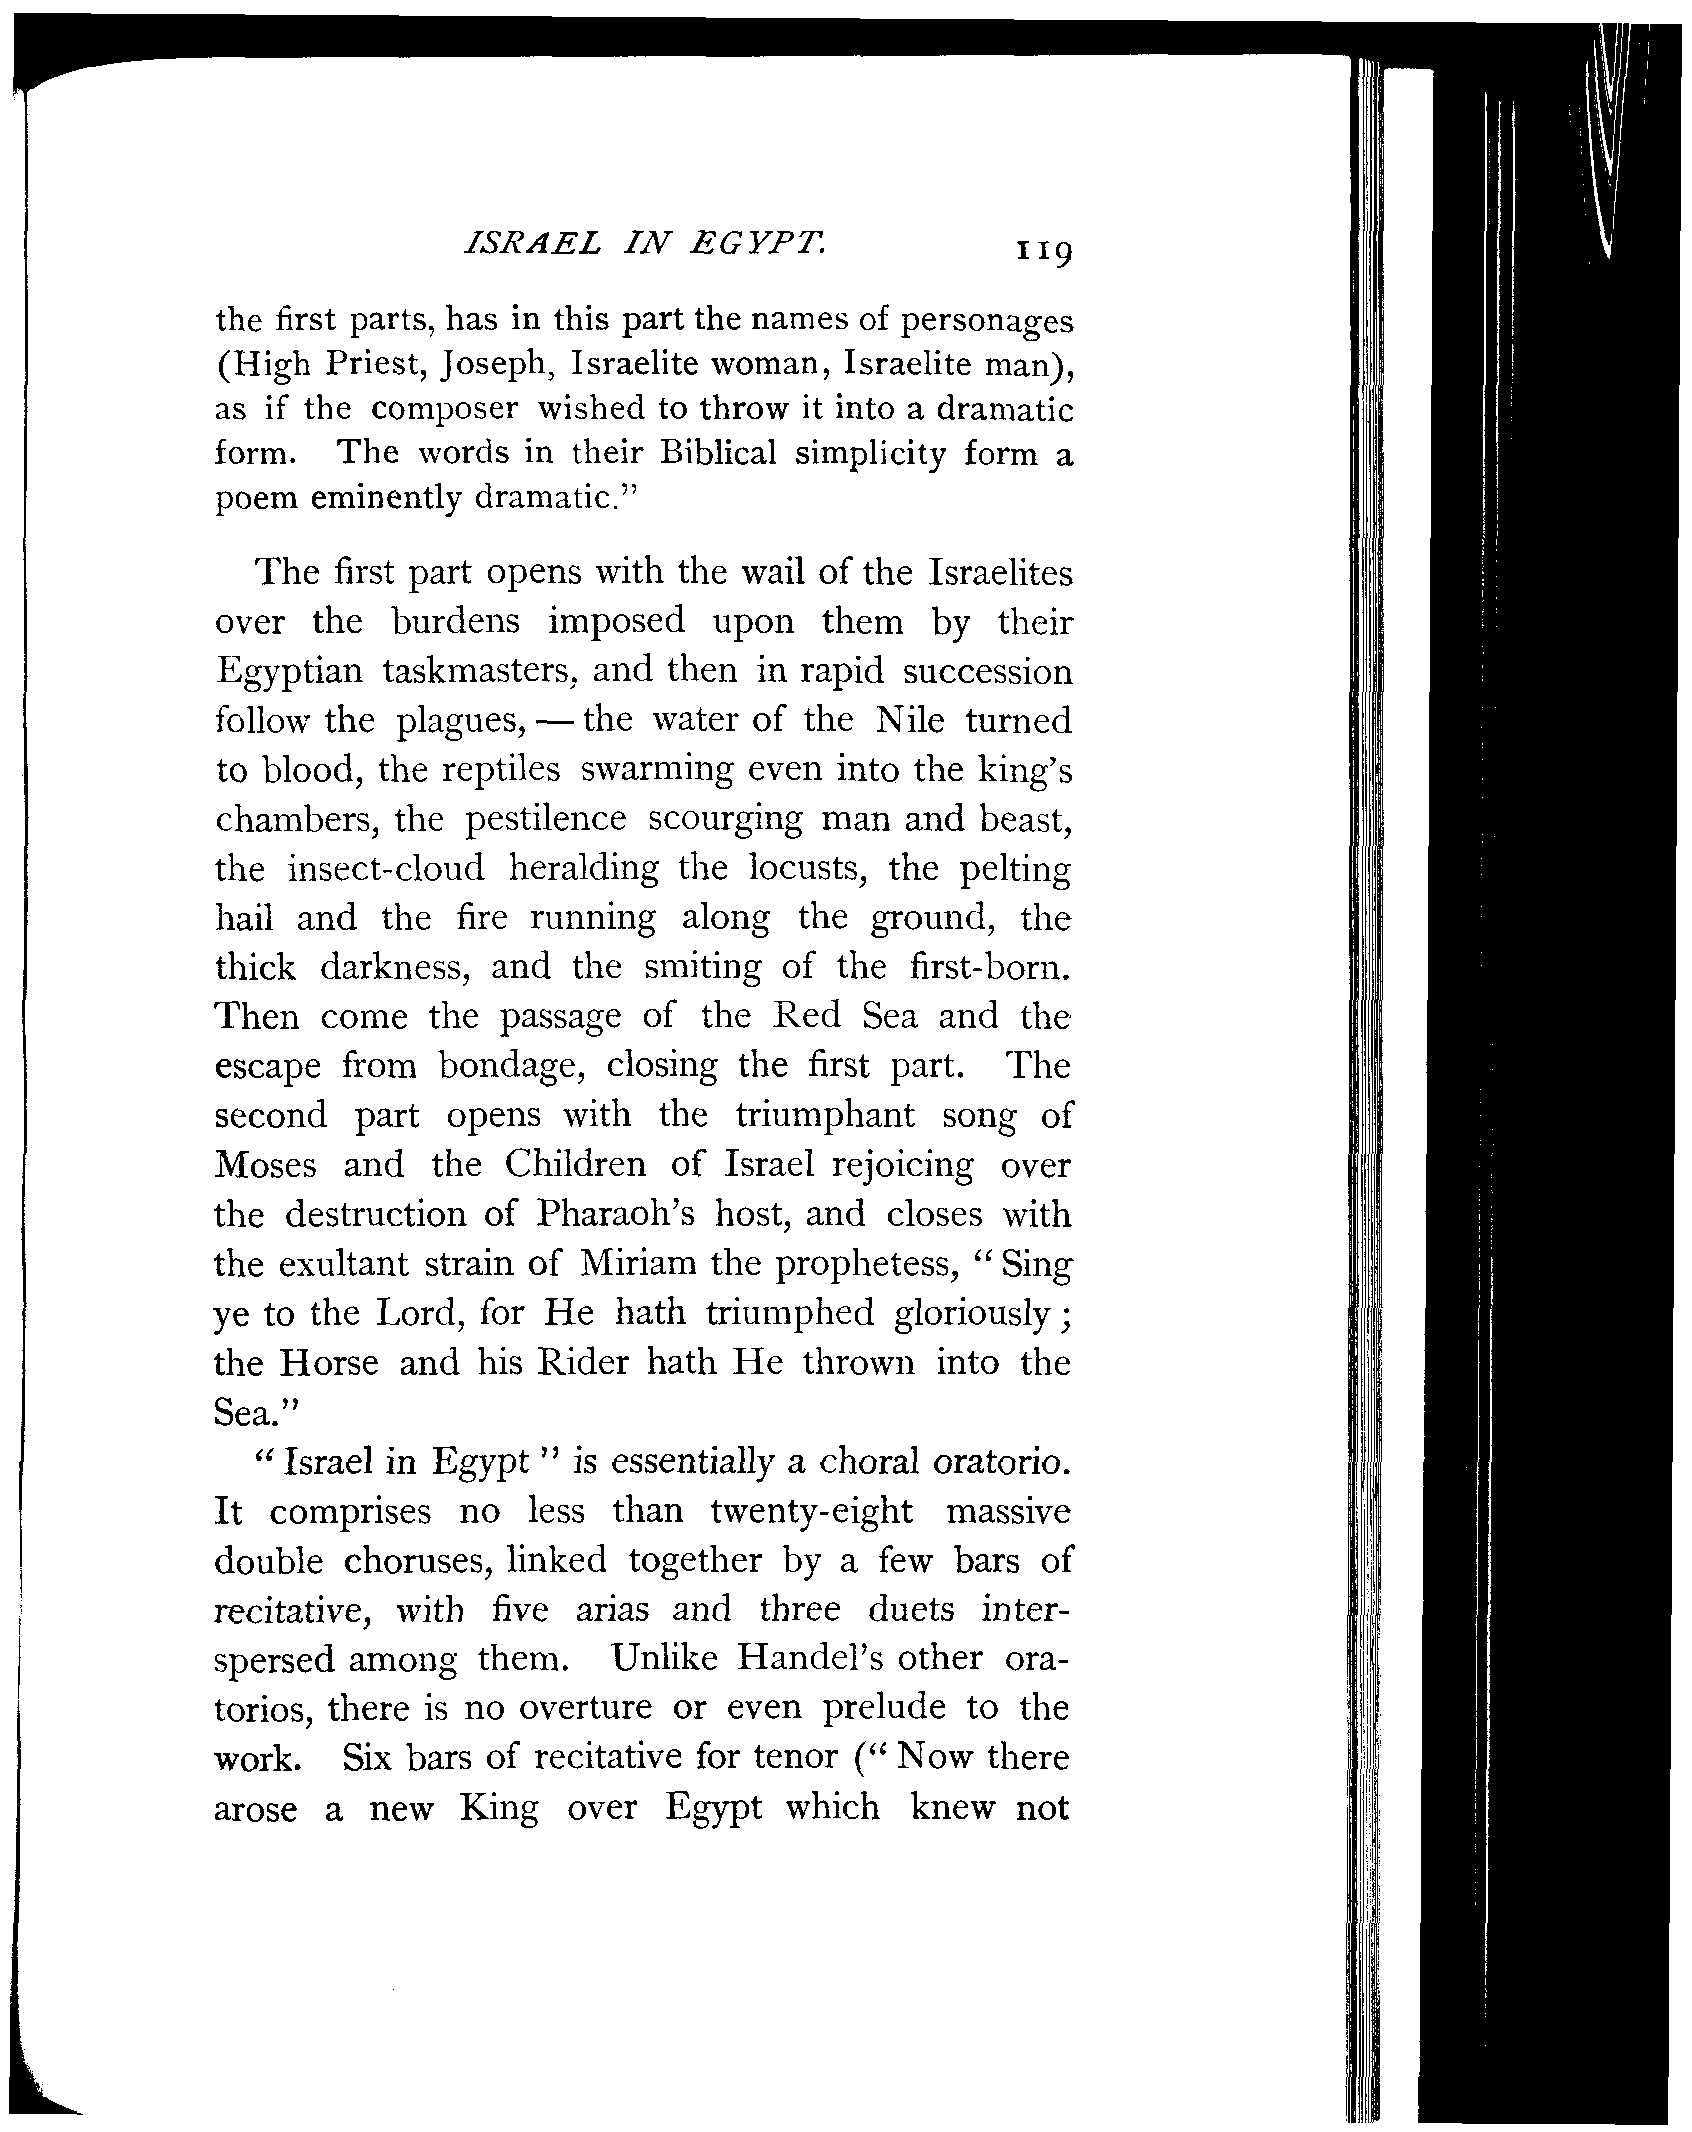 ISRAEL IN EGYPT. 119
the first parts, has in this part the names of personages
(High Priest, Joseph, Israelite woman, Israelite man),
as if the composer wished to throw it into a dramatic
form. The words in their Biblical simplicity form a
poem eminently dramatic.”
The first part opens with the wail of the Israelites
over the burdens imposed upon them by their
Egyptian taskmasters, and then in rapid succession
follow the plagues, — the water of the Nile turned
to blood, the reptiles swarming even into the king’s
chambers, the pestilence scourging man and beast,
the insect-cloud heralding the locusts, the pelting
hail and the fire running along the ground, the
thick darkness, and the smiting of the first-born.
Then come the passage of the Red Sea and the
escape from bondage, closing the first part. The
second part opens with the triumphant song of
Moses and the Children of Israel rejoicing over
the destruction of Pharaoh’s host, and closes with
the exultant strain of Miriam the prophetess, “ Sing
ye to the Lord, for He hath triumphed gloriously ;
the Horse and his Rider hath He thrown into the
Sea.”
“ Israel in Egypt ” is essentially a choral oratorio.
It comprises no less than twenty-eight massive
double choruses, linked together by a few bars of
recitative, with five arias and three duets inter-
spersed among them. Unlike Handel’s other ora-
torios, there is no overture or even prelude to the
work. Six bars of recitative for tenor (“ Now there
arose a new King over Egypt which knew not